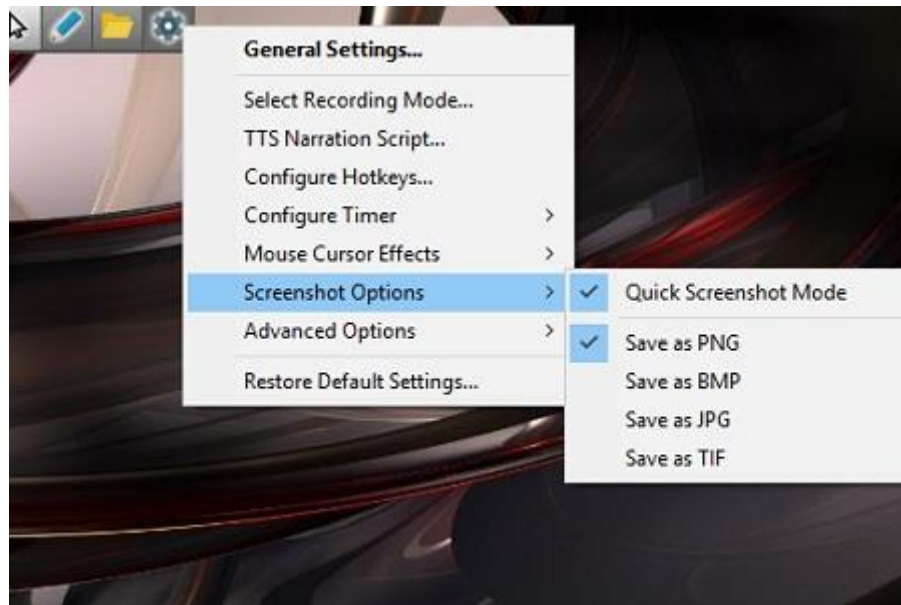 General Settings...
Select Recording Mode...
TTS Narration Script...
Configure Hotkeys...
Configure Timer
Mouse Cursor Effects
Screenshot Options
Advanced Options
Restore Default Settings...
Quick Screenshot Mode
Save as PNG
Save as BMP
Save as JPG
Save as TIF